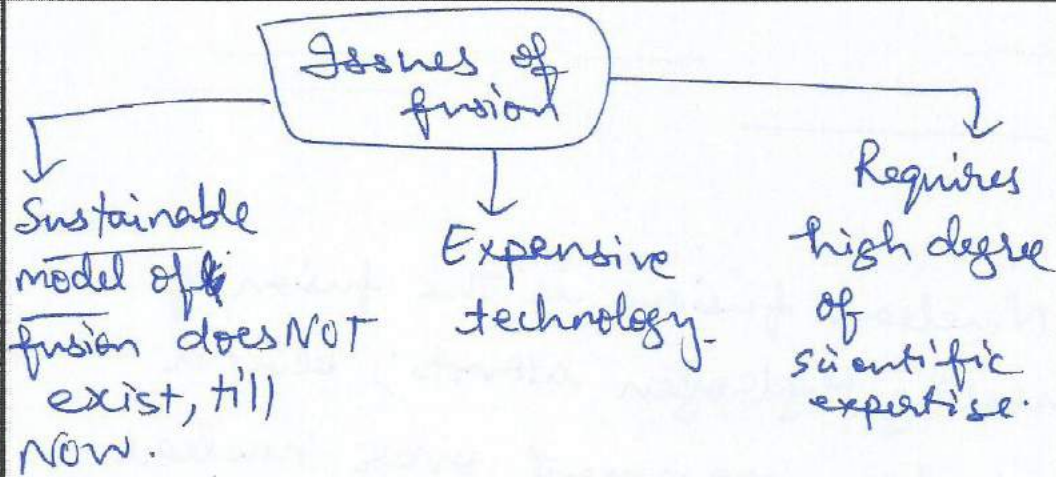 Issues of
fusion
Sustainable
model of
fusion does NOT
exist, till
NOW.
Expensive
technology.
Requires
high degree
of
scientific
expertise.